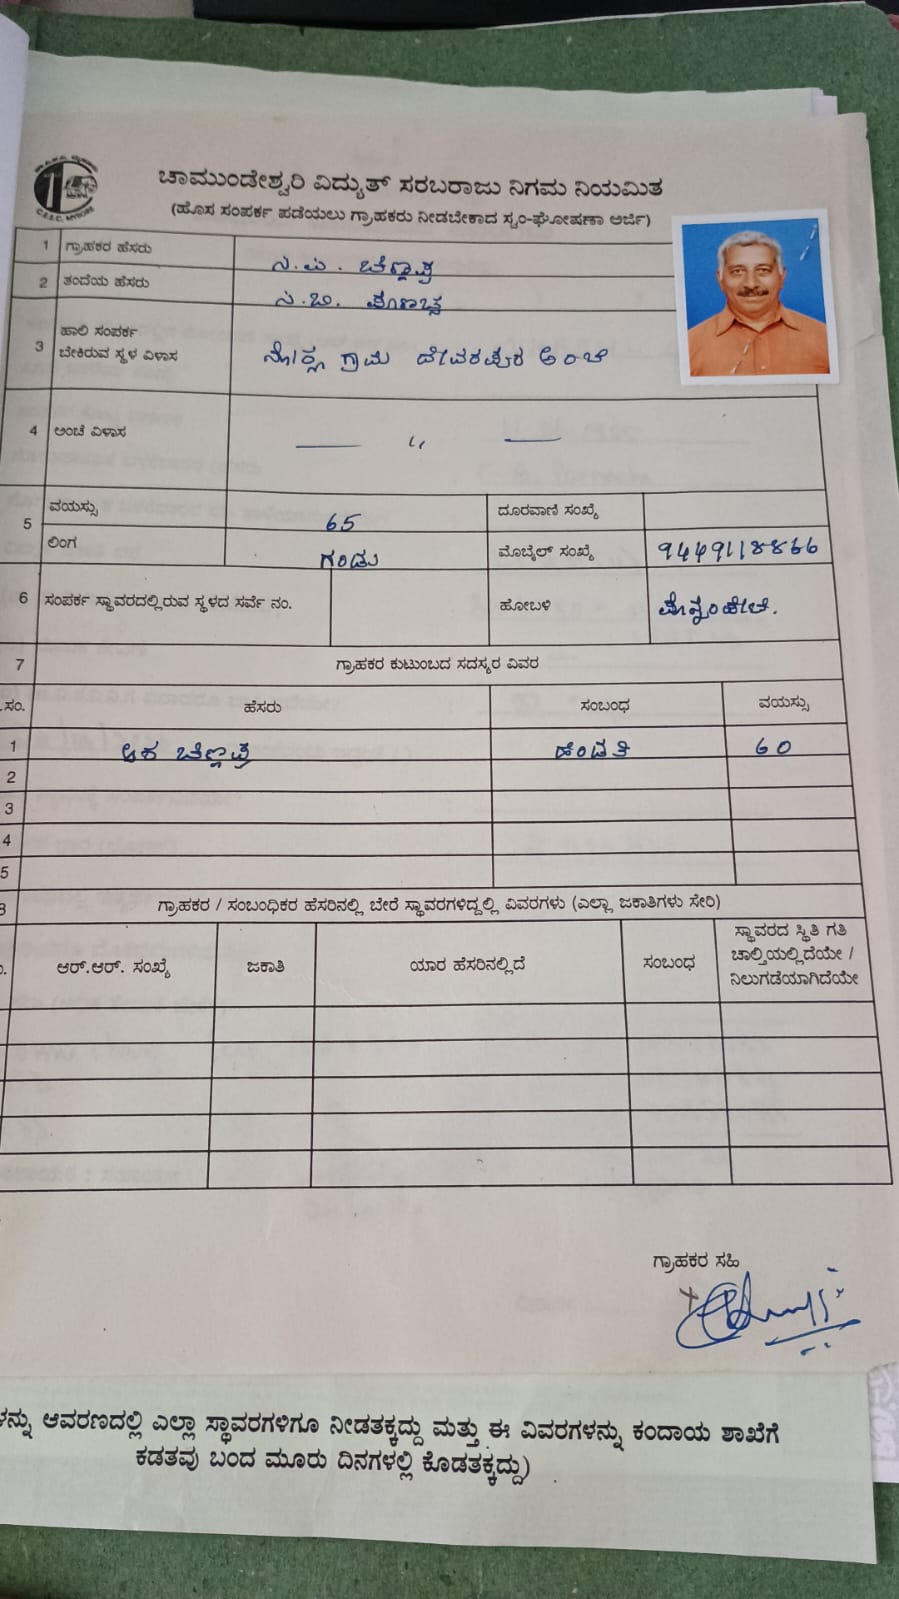 ಚಾಮುಂಡೇಶ್ವರಿ ವಿದ್ಯುತ್ ಸರಬರಾಜು ನಿಗಮ ನಿಯಮಿತ
(ಹೊಸ ಸಂಪರ್ಕ ಪಡೆಯಲು ಗ್ರಾಹಕರು ನೀಡಬೇಕಾದ ಸ್ವಂ-ಘೋಷಣಾ ಅರ್ಜಿ)
1 ಗ್ರಾಹಕರ ಹೆಸರು
2 ತಂದೆಯ ಹೆಸರು
3 ಹಾಲಿ ಸಂಪರ್ಕ
ಬೇಕಿರುವ ಸ್ಥಳ ವಿಳಾಸ ಗ್ರಾಮ ದೇವರಪುರ ಅಂಚೆ
4 ಅಂಚೆ ವಿಳಾಸ — ,, —
5 ವಯಸ್ಸು 65 ದೂರವಾಣಿ ಸಂಖ್ಯೆ
ಲಿಂಗ ಗಂಡು ಮೊಬೈಲ್ ಸಂಖ್ಯೆ 9449118866
6 ಸಂಪರ್ಕ ಸ್ಥಾವರದಲ್ಲಿರುವ ಸ್ಥಳದ ಸರ್ವೆ ನಂ. ಹೋಬಳಿ ಪೊನ್ನಂಪೇಟೆ.
7 ಗ್ರಾಹಕರ ಕುಟುಂಬದ ಸದಸ್ಯರ ವಿವರ
.ಸಂ. ಹೆಸರು ಸಂಬಂಧ ವಯಸ್ಸು
1 ಹೆಂಡತಿ 60
2
3
4
5
ಗ್ರಾಹಕರ / ಸಂಬಂಧಿಕರ ಹೆಸರಿನಲ್ಲಿ ಬೇರೆ ಸ್ಥಾವರಗಳಿದ್ದಲ್ಲಿ ವಿವರಗಳು (ಎಲ್ಲಾ ಜಕಾತಿಗಳು ಸೇರಿ)
ಆರ್.ಆರ್. ಸಂಖ್ಯೆ ಜಕಾತಿ ಯಾರ ಹೆಸರಿನಲ್ಲಿದೆ ಸಂಬಂಧ ಸ್ಥಾವರದ ಸ್ಥಿತಿ ಗತಿ
ಚಾಲ್ತಿಯಲ್ಲಿದೆಯೇ /
ನಿಲುಗಡೆಯಾಗಿದೆಯೇ
ಗ್ರಾಹಕರ ಸಹಿ
ಆವರಣದಲ್ಲಿ ಎಲ್ಲಾ ಸ್ಥಾವರಗಳಿಗೂ ನೀಡತಕ್ಕದ್ದು ಮತ್ತು ಈ ವಿವರಗಳನ್ನು ಕಂದಾಯ ಶಾಖೆಗೆ
ಕಡತವು ಬಂದ ಮೂರು ದಿನಗಳಲ್ಲಿ ಕೊಡತಕ್ಕದ್ದು)